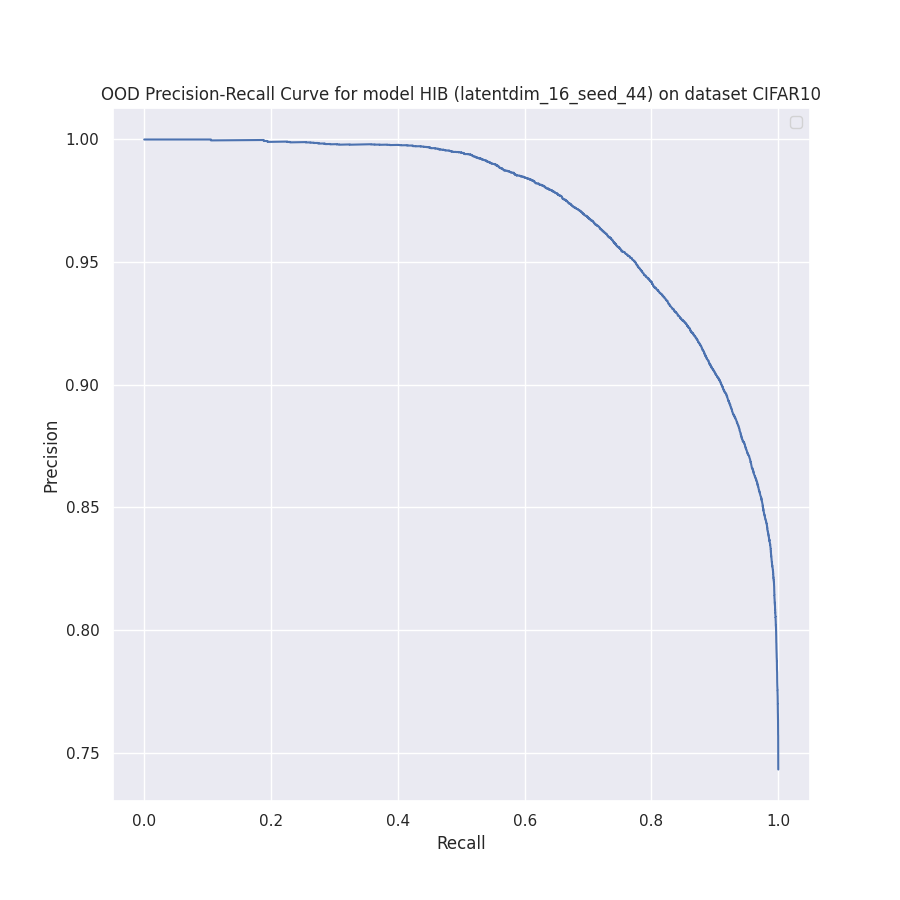 OOD Precision-Recall Curve for model HIB (latentdim_16_seed_44) on dataset CIFAR10
1.00
0.95
0.90
0.85
0.80
0.75
Precision
0.0 0.2 0.4 0.6 0.8 1.0
Recall